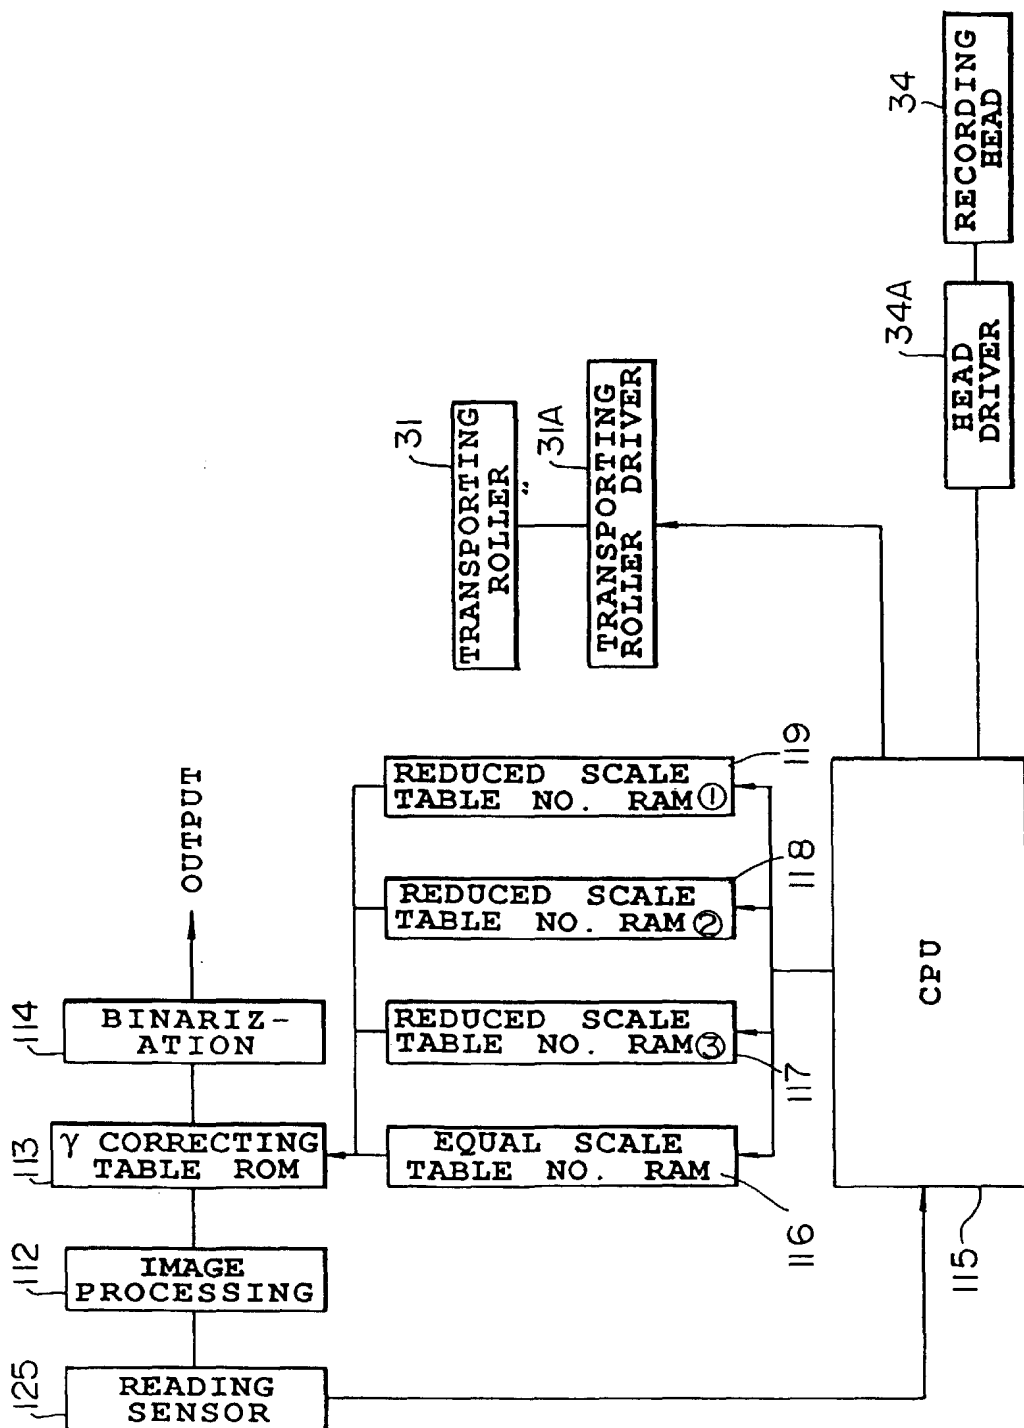 125
READING
SENSOR
112
IMAGE
PROCESSING
113
γ CORRECTING
TABLE ROM
114
BINARIZ-
ATION
OUTPUT
EQUAL SCALE
TABLE NO. RAM
116
REDUCED SCALE
TABLE NO. RAM③
117
REDUCED SCALE
TABLE NO. RAM②
118
REDUCED SCALE
TABLE NO. RAM①
119
31
TRANSPORTING
ROLLER
31A
TRANSPORTING
ROLLER DRIVER
CPU
115
34A
HEAD
DRIVER
34
RECORDING
HEAD